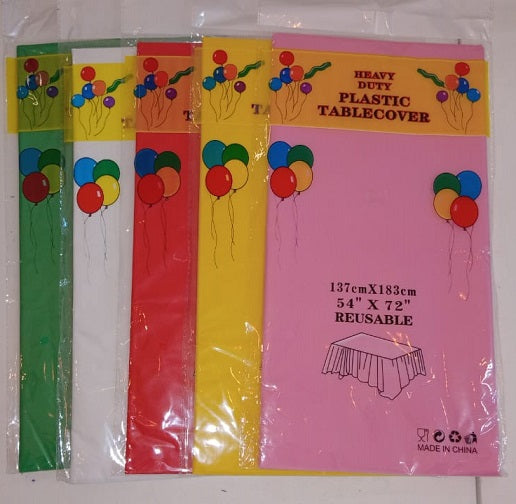 HEAVY
DUTY
PLASTIC
TABLECOVER
137cmX183cm
54" X 72"
REUSABLE
MADE IN CHINA